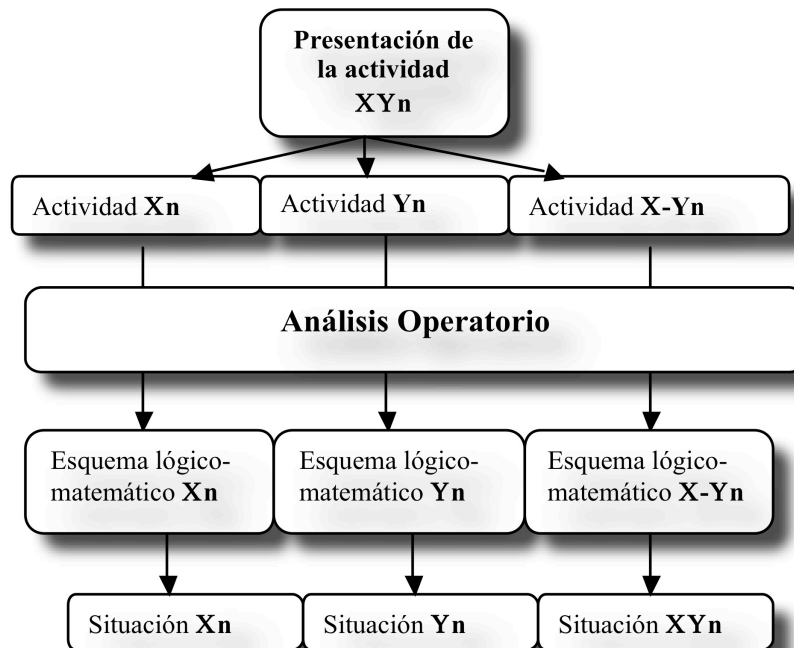 Presentación de
la actividad
XYn
Actividad Xn
Actividad Yn
Actividad X-Yn
Análisis Operatorio
Esquema lógico-
matemático Xn
Esquema lógico-
matemático Yn
Esquema lógico-
matemático X-Yn
Situación Xn
Situación Yn
Situación XYn